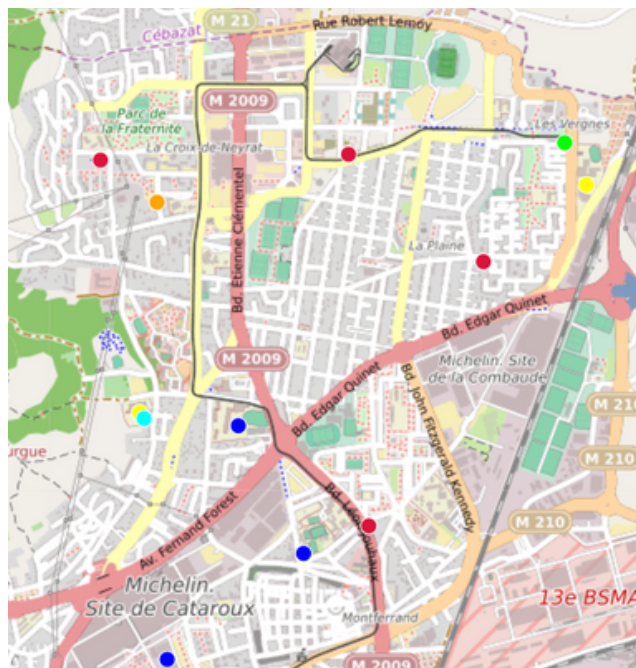 M 21
Rue Robert Lemoy
Cébazat
M 2009
Parc de
la Fraternité
La Croix-de-Neyrat
Les Vergnes
Bd. Etienne Clémentel
La Plaine
Bd. Edgar Quinet
M 2009
Bd. Edgar Quinet
Michelin. Site
de la Combaude
Bd. John Fitzgerald Kennedy
M 210
urgue
M 210
Av. Fernand Forest
Bd. Léon Jouhaux
M 210
Michelin.
Site de Cataroux
13e BSMA
Montferrand
M 2009